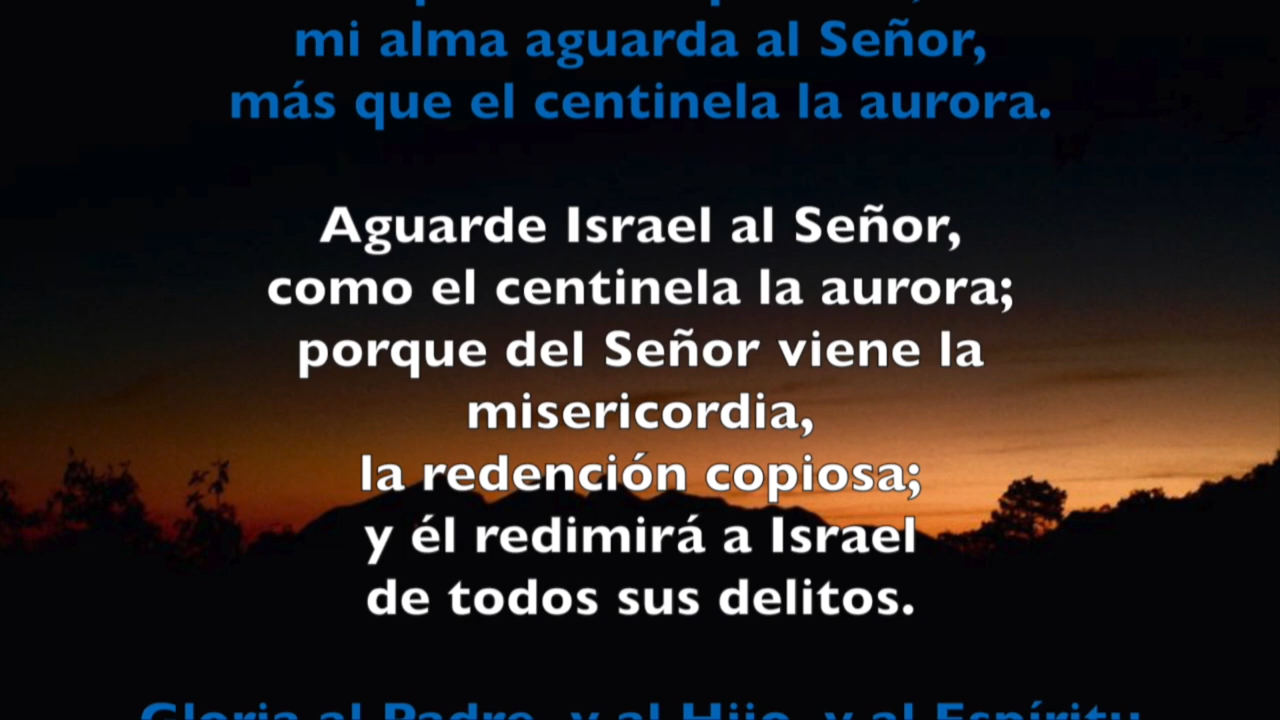 mi alma aguarda al Señor,
más que el centinela la aurora.
Aguarde Israel al Señor,
como el centinela la aurora;
porque del Señor viene la
misericordia,
la redención copiosa;
y él redimirá a Israel
de todos sus delitos.
Gloria al Padre, y al Hijo, y al Espíritu